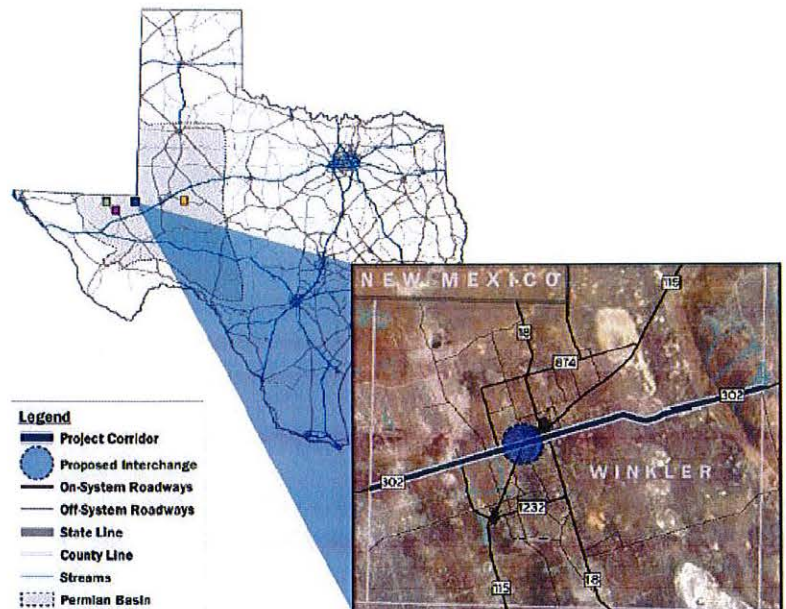 NEW MEXICO
115
18
874
302
302
WINKLER
1232
115
18
Legend
Project Corridor
Proposed Interchange
On-System Roadways
Off-System Roadways
State Line
County Line
Streams
Permian Basin